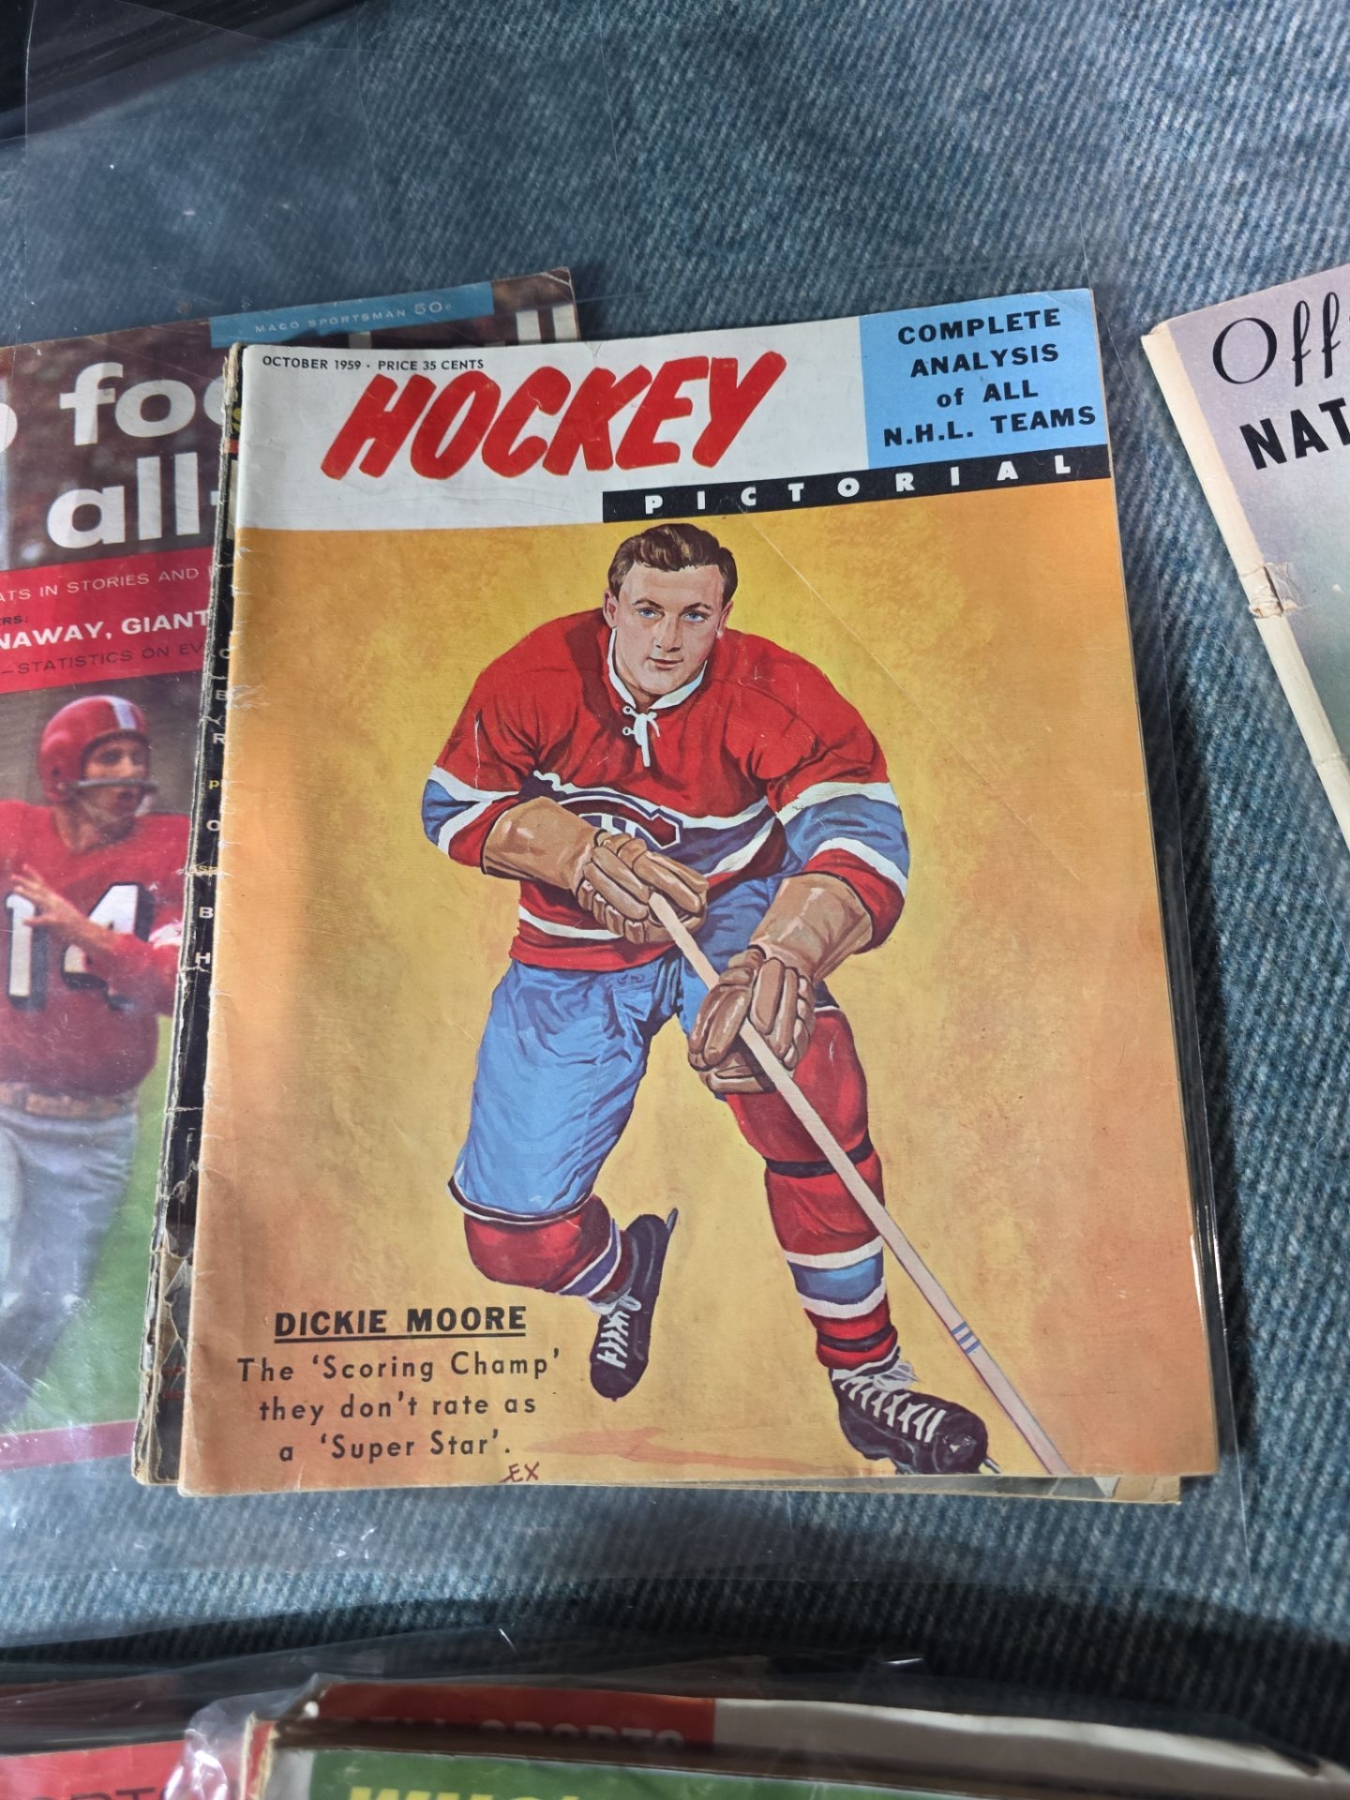 MACO SPORTSMAN 50¢
all-
ATS IN STORIES AND
NAWAY, GIANT
—STATISTICS ON EV
14
OCTOBER 1959 · PRICE 35 CENTS
HOCKEY
PICTORIAL
COMPLETE
ANALYSIS
of ALL
N.H.L. TEAMS
DICKIE MOORE
The 'Scoring Champ'
they don't rate as
a 'Super Star'.
EX
Off
NAT